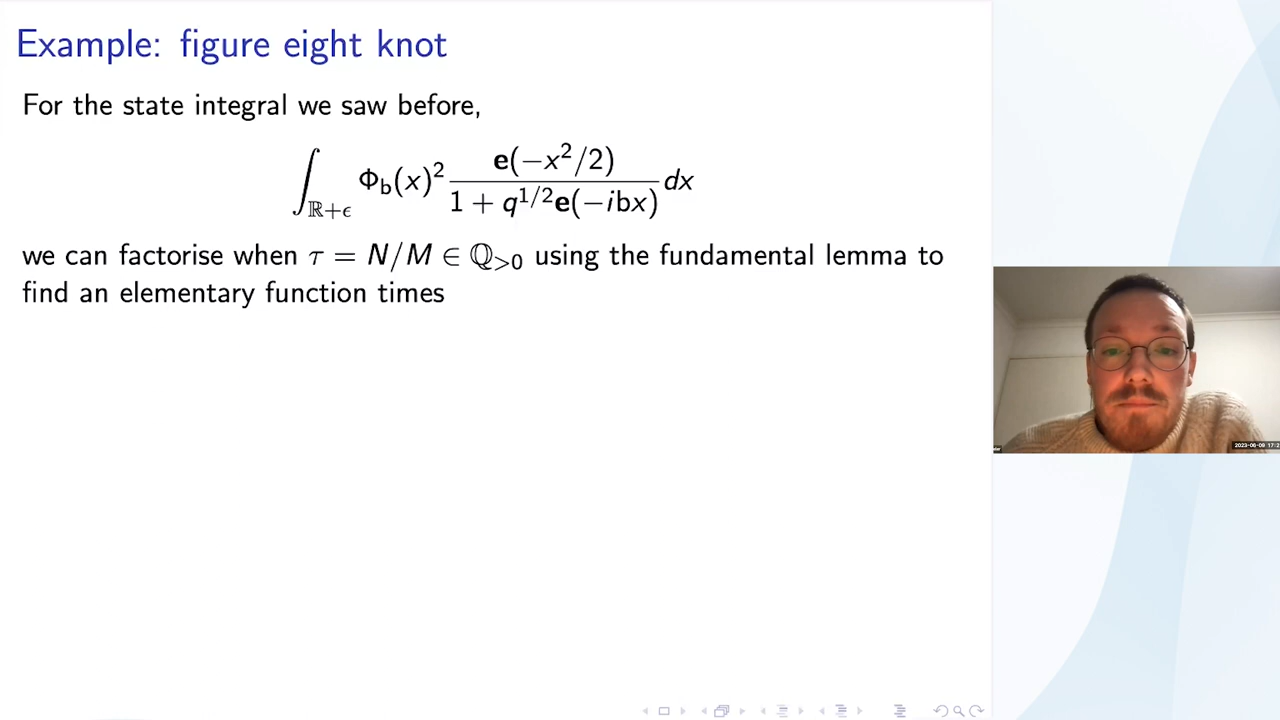 Example: figure eight knot
For the state integral we saw before,
∫_{ℝ+ϵ} Φ_b(x)² e(−x²/2) / (1 + q^{1/2}e(−ibx)) dx
we can factorise when τ = N/M ∈ ℚ_{>0} using the fundamental lemma to
find an elementary function times